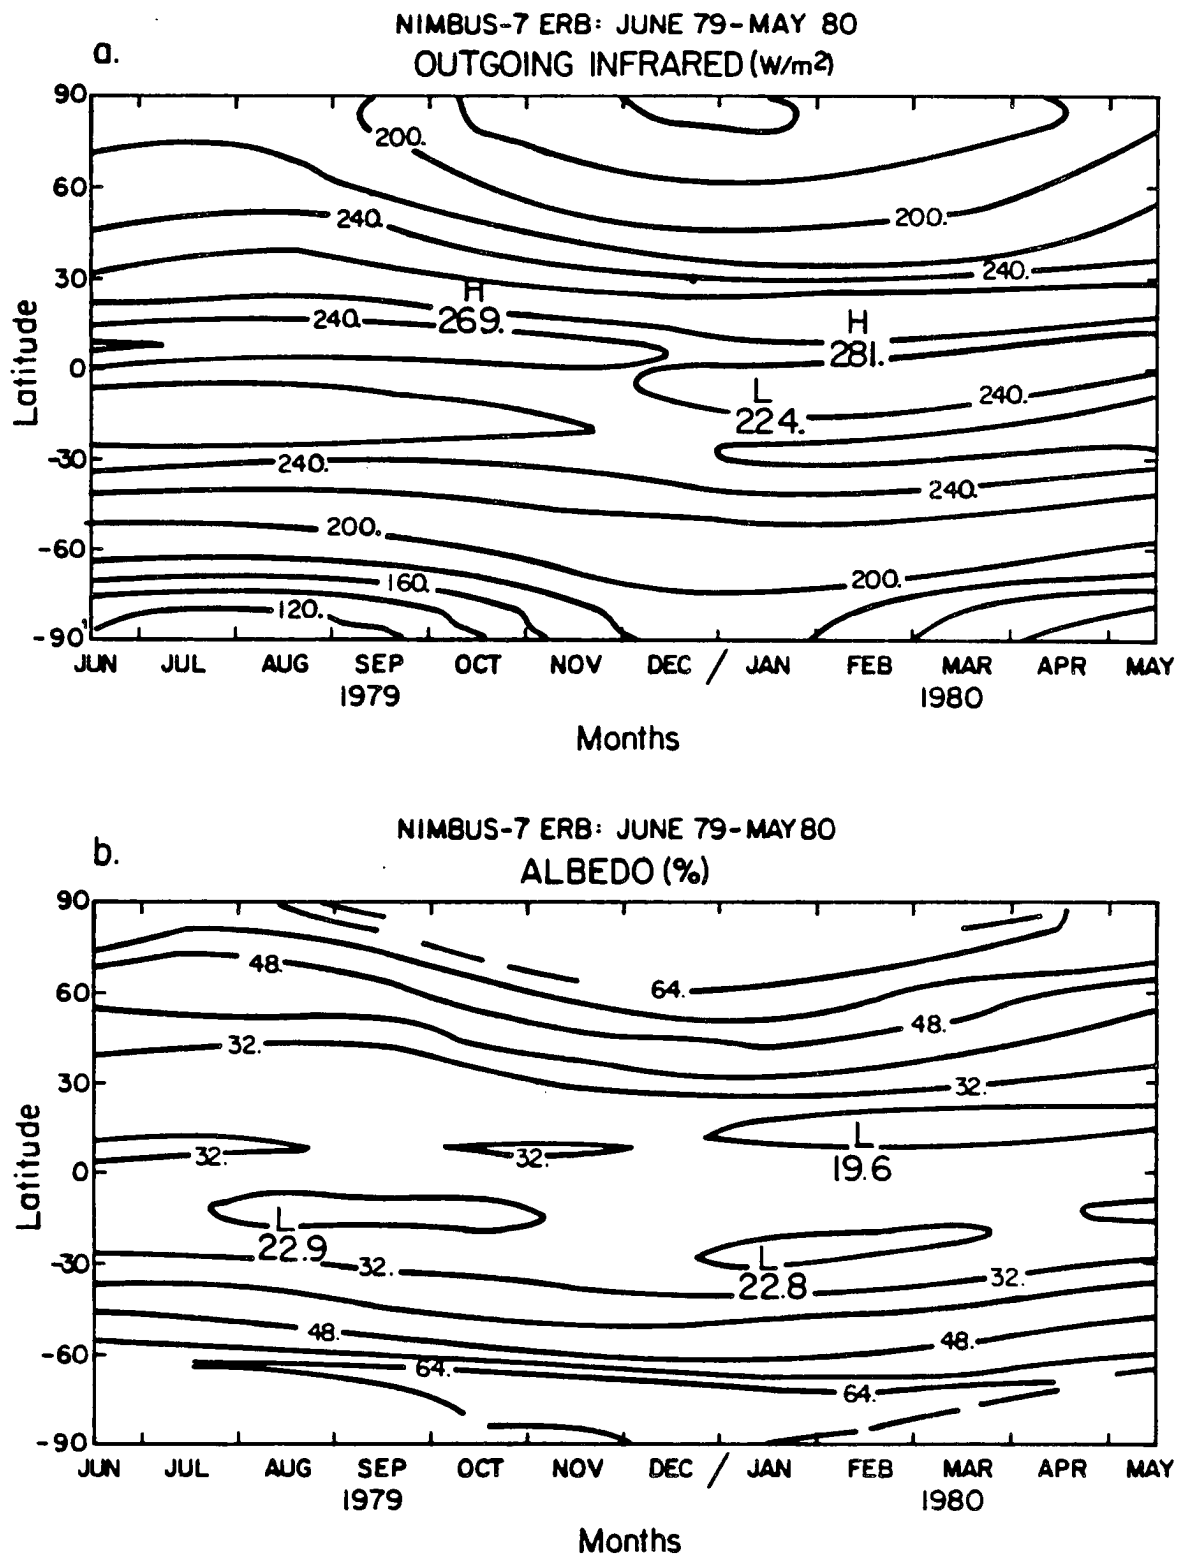 NIMBUS-7 ERB: JUNE 79-MAY 80
a.
OUTGOING INFRARED (W/m2)
90
200.
60
240.
200.
30
H
240.
240.
269.
H
281.
0
L
240.
224.
-30
240.
240.
200.
-60
160.
200.
120.
-90
Latitude
JUN JUL AUG SEP OCT NOV DEC / JAN FEB MAR APR MAY
1979 1980
Months
NIMBUS-7 ERB: JUNE 79-MAY 80
b.
ALBEDO (%)
90
48.
60
64.
48.
32.
30
32.
L
32.
32.
19.6
0
L
22.9
-30
32.
L
22.8
32.
48.
48.
-60
64.
64.
-90
Latitude
JUN JUL AUG SEP OCT NOV DEC / JAN FEB MAR APR MAY
1979 1980
Months